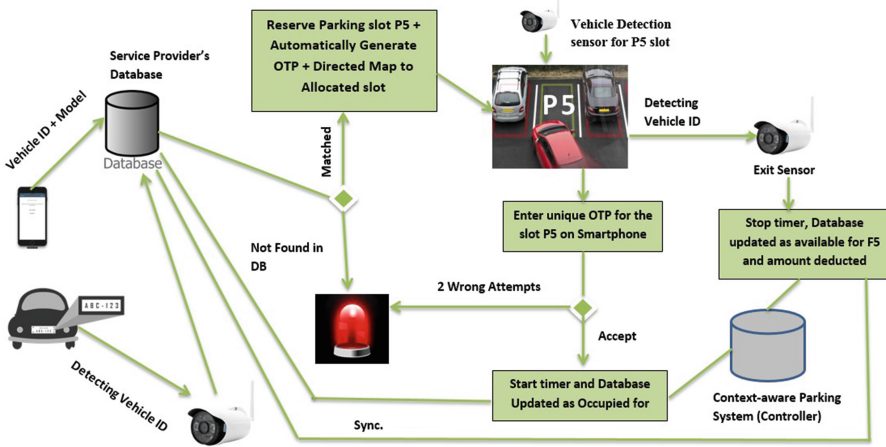 Reserve Parking slot P5 +
Automatically Generate
OTP + Directed Map to
Allocated slot
Vehicle Detection
sensor for P5 slot
Service Provider's
Database
Vehicle ID + Model
Database
Matched
P5
Detecting
Vehicle ID
Exit Sensor
Enter unique OTP for the
slot P5 on Smartphone
Stop timer, Database
updated as available for F5
and amount deducted
Not Found in
DB
2 Wrong Attempts
ABC-123
Accept
Detecting Vehicle ID
Start timer and Database
Updated as Occupied for
Context-aware Parking
System (Controller)
Sync.